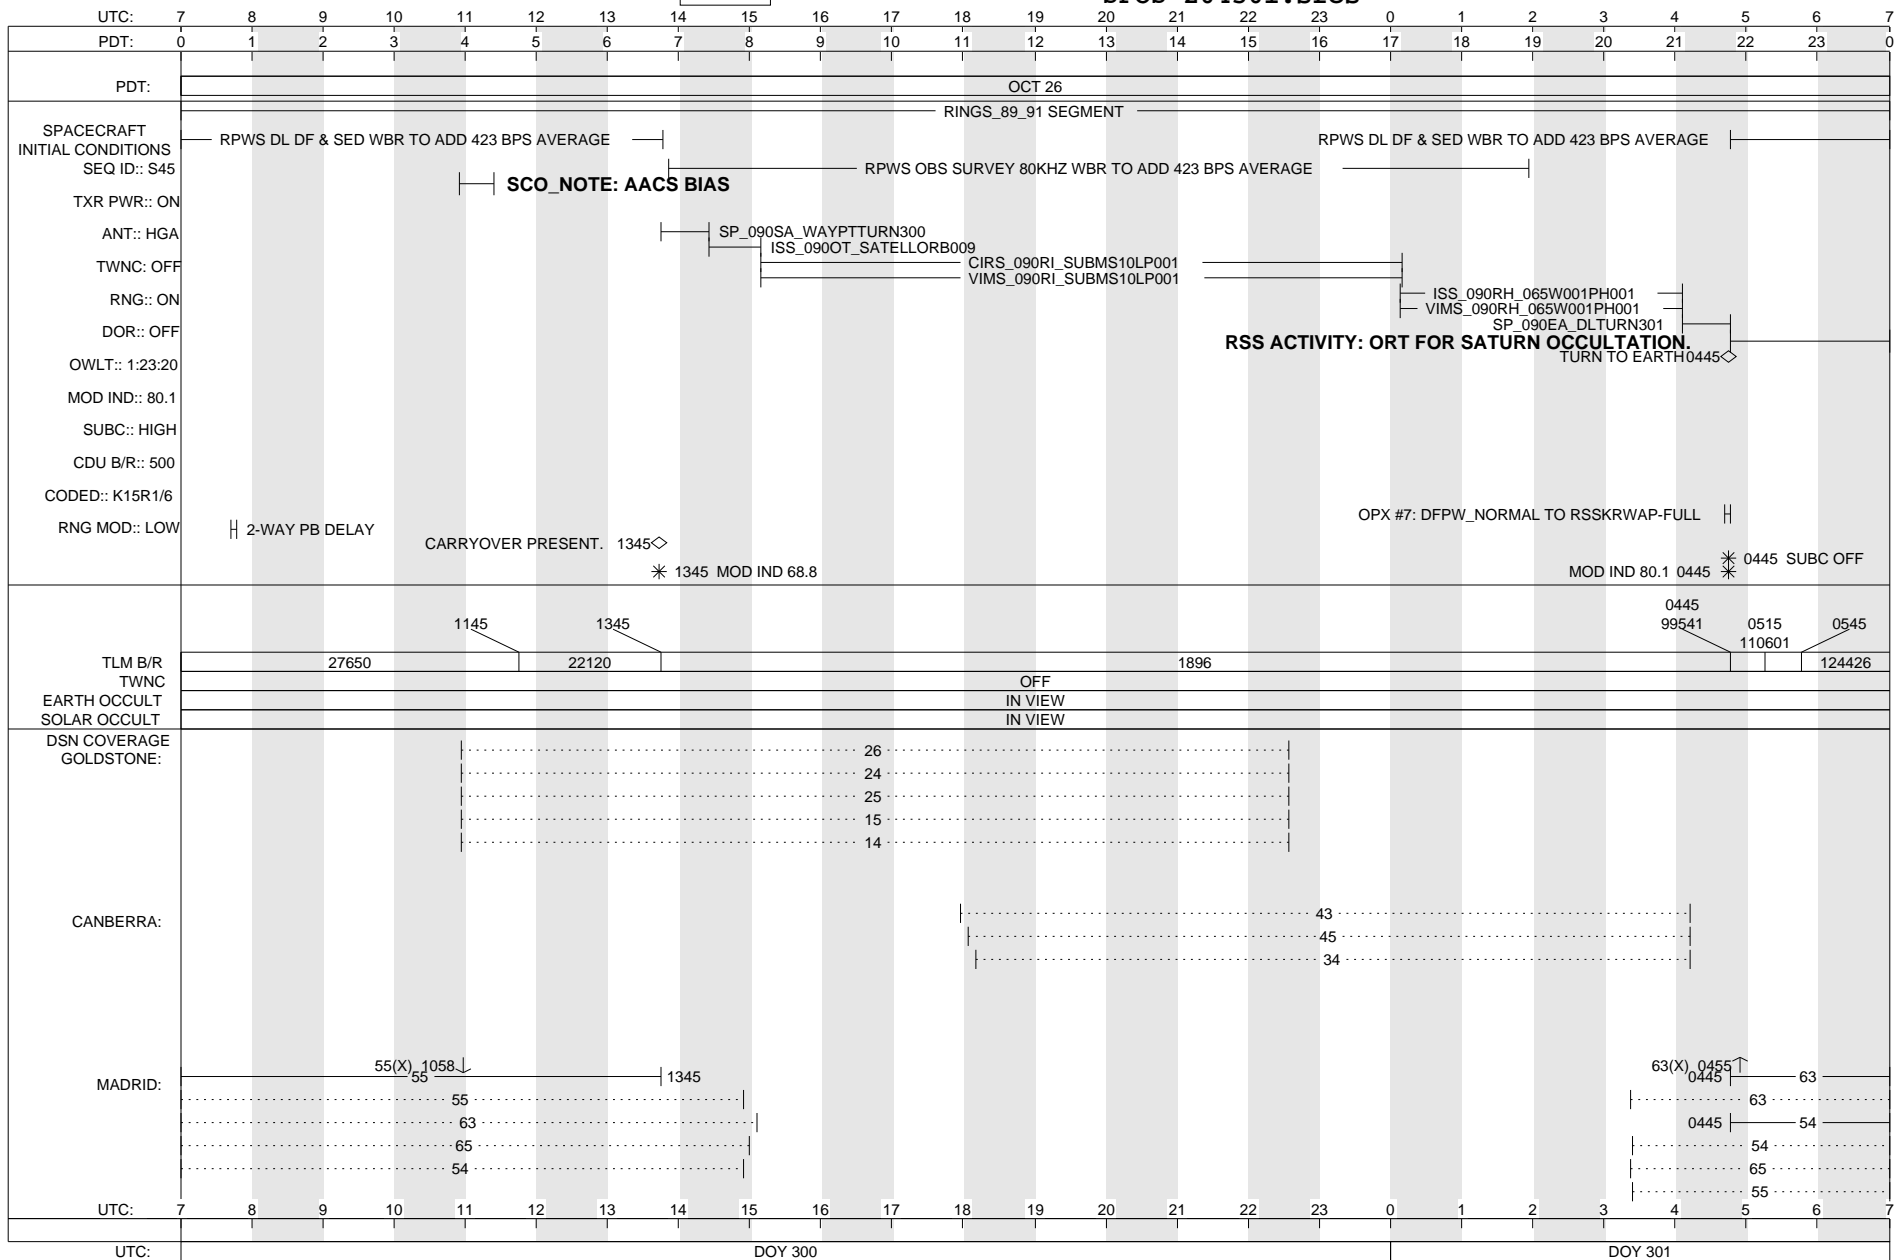 UTC: 7 8 9 10 11 12 13 14 15 16 17 18 19 20 21 22 23 0 1 2 3 4 5 6 7
PDT: 0 1 2 3 4 5 6 7 8 9 10 11 12 13 14 15 16 17 18 19 20 21 22 23 0
PDT: OCT 26
RINGS_89_91 SEGMENT
SPACECRAFT
INITIAL CONDITIONS
RPWS DL DF & SED WBR TO ADD 423 BPS AVERAGE RPWS DL DF & SED WBR TO ADD 423 BPS AVERAGE
SEQ ID:: S45 RPWS OBS SURVEY 80KHZ WBR TO ADD 423 BPS AVERAGE
SCO_NOTE: AACS BIAS
TXR PWR:: ON
ANT:: HGA SP_090SA_WAYPTTURN300
ISS_090OT_SATELLORB009
TWNC: OFF CIRS_090RI_SUBMS10LP001
VIMS_090RI_SUBMS10LP001
RNG:: ON ISS_090RH_065W001PH001
VIMS_090RH_065W001PH001
DOR:: OFF SP_090EA_DLTURN301
RSS ACTIVITY: ORT FOR SATURN OCCULTATION.
TURN TO EARTH 0445
OWLT:: 1:23:20
MOD IND:: 80.1
SUBC:: HIGH
CDU B/R:: 500
CODED:: K15R1/6
OPX #7: DFPW_NORMAL TO RSSKRWAP-FULL
RNG MOD:: LOW 2-WAY PB DELAY
CARRYOVER PRESENT. 1345
0445 SUBC OFF
1345 MOD IND 68.8 MOD IND 80.1 0445
0445
1145 1345 99541 0515 0545
110601
TLM B/R 27650 22120 1896 124426
TWNC OFF
EARTH OCCULT IN VIEW
SOLAR OCCULT IN VIEW
DSN COVERAGE
GOLDSTONE:
26
24
25
15
14
CANBERRA:
43
45
34
55(X) 1058 63(X) 0455
MADRID: 55 1345 0445 63
55 63
63 0445 54
65 54
54 65
55
UTC: 7 8 9 10 11 12 13 14 15 16 17 18 19 20 21 22 23 0 1 2 3 4 5 6 7
UTC: DOY 300 DOY 301